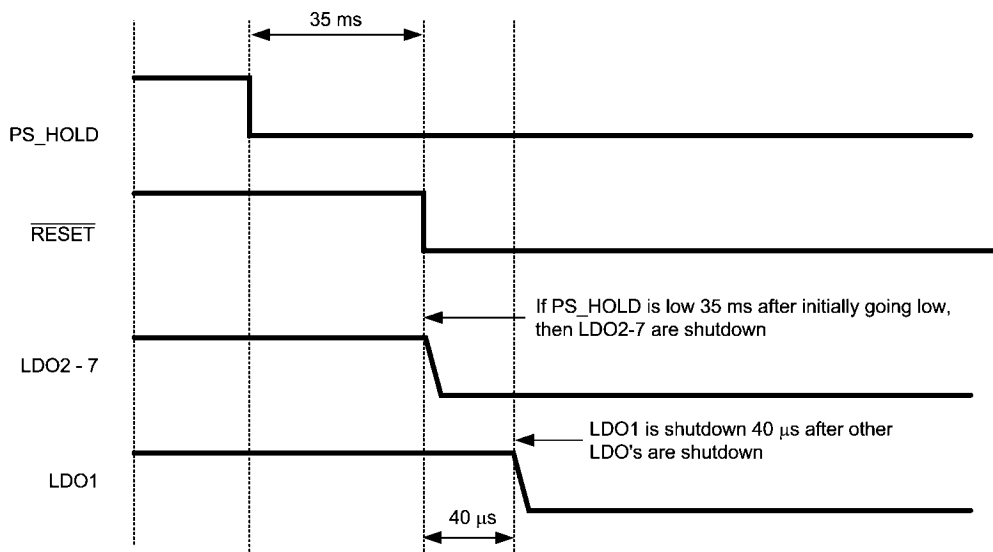 35 ms
PS_HOLD
RESET
If PS_HOLD is low 35 ms after initially going low,
then LDO2-7 are shutdown
LDO2 - 7
LDO1 is shutdown 40 μs after other
LDO's are shutdown
LDO1
40 μs